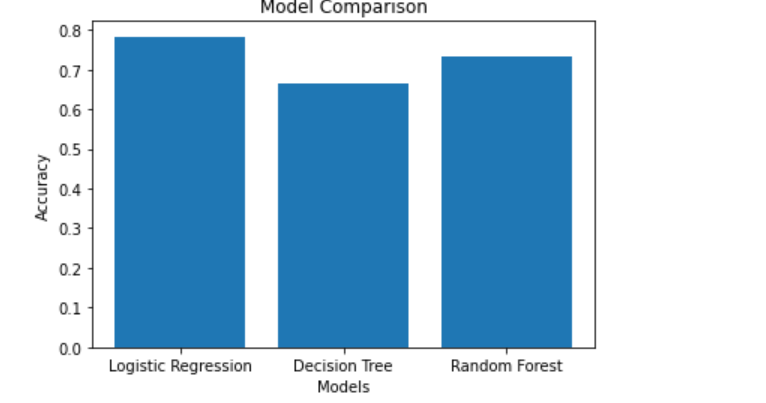 Model Comparison
0.8
0.7
0.6
0.5
0.4
0.3
0.2
0.1
0.0
Accuracy
Logistic Regression
Decision Tree
Random Forest
Models